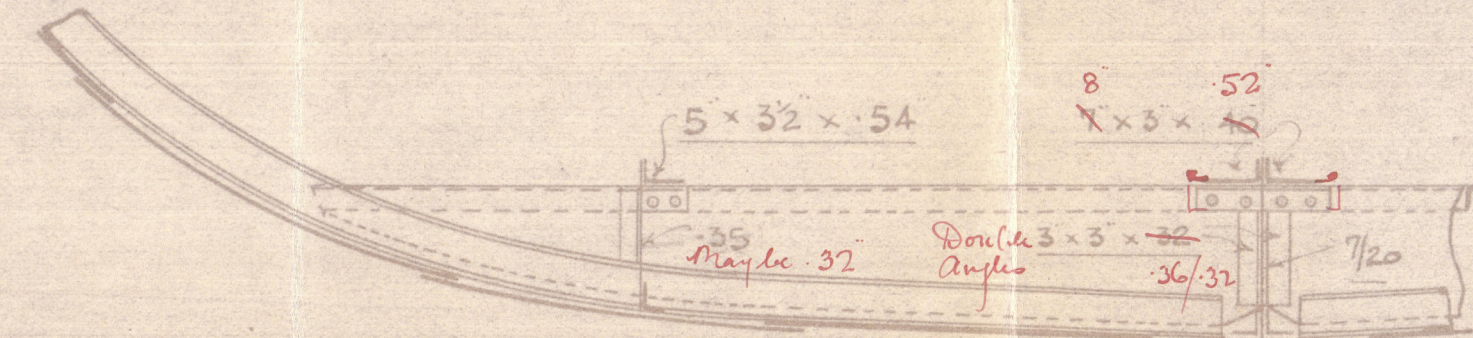 8" .52"
5" × 3½" × .54
7" × 3" × .46
.35
Maybe .32"
Double
Angles
3 × 3" × .32
.36/.32
7/20